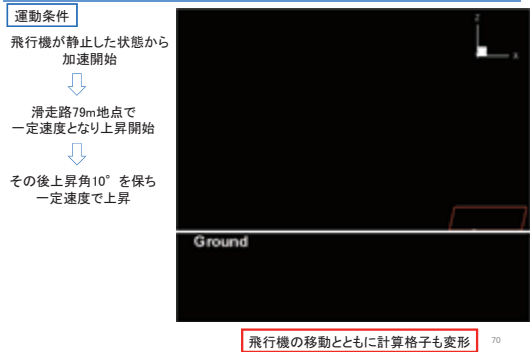 運動条件
飛行機が静止した状態から
加速開始
滑走路79m地点で
一定速度となり上昇開始
その後上昇角10°を保ち
一定速度で上昇
Z
X
Ground
飛行機の移動とともに計算格子も変形
70